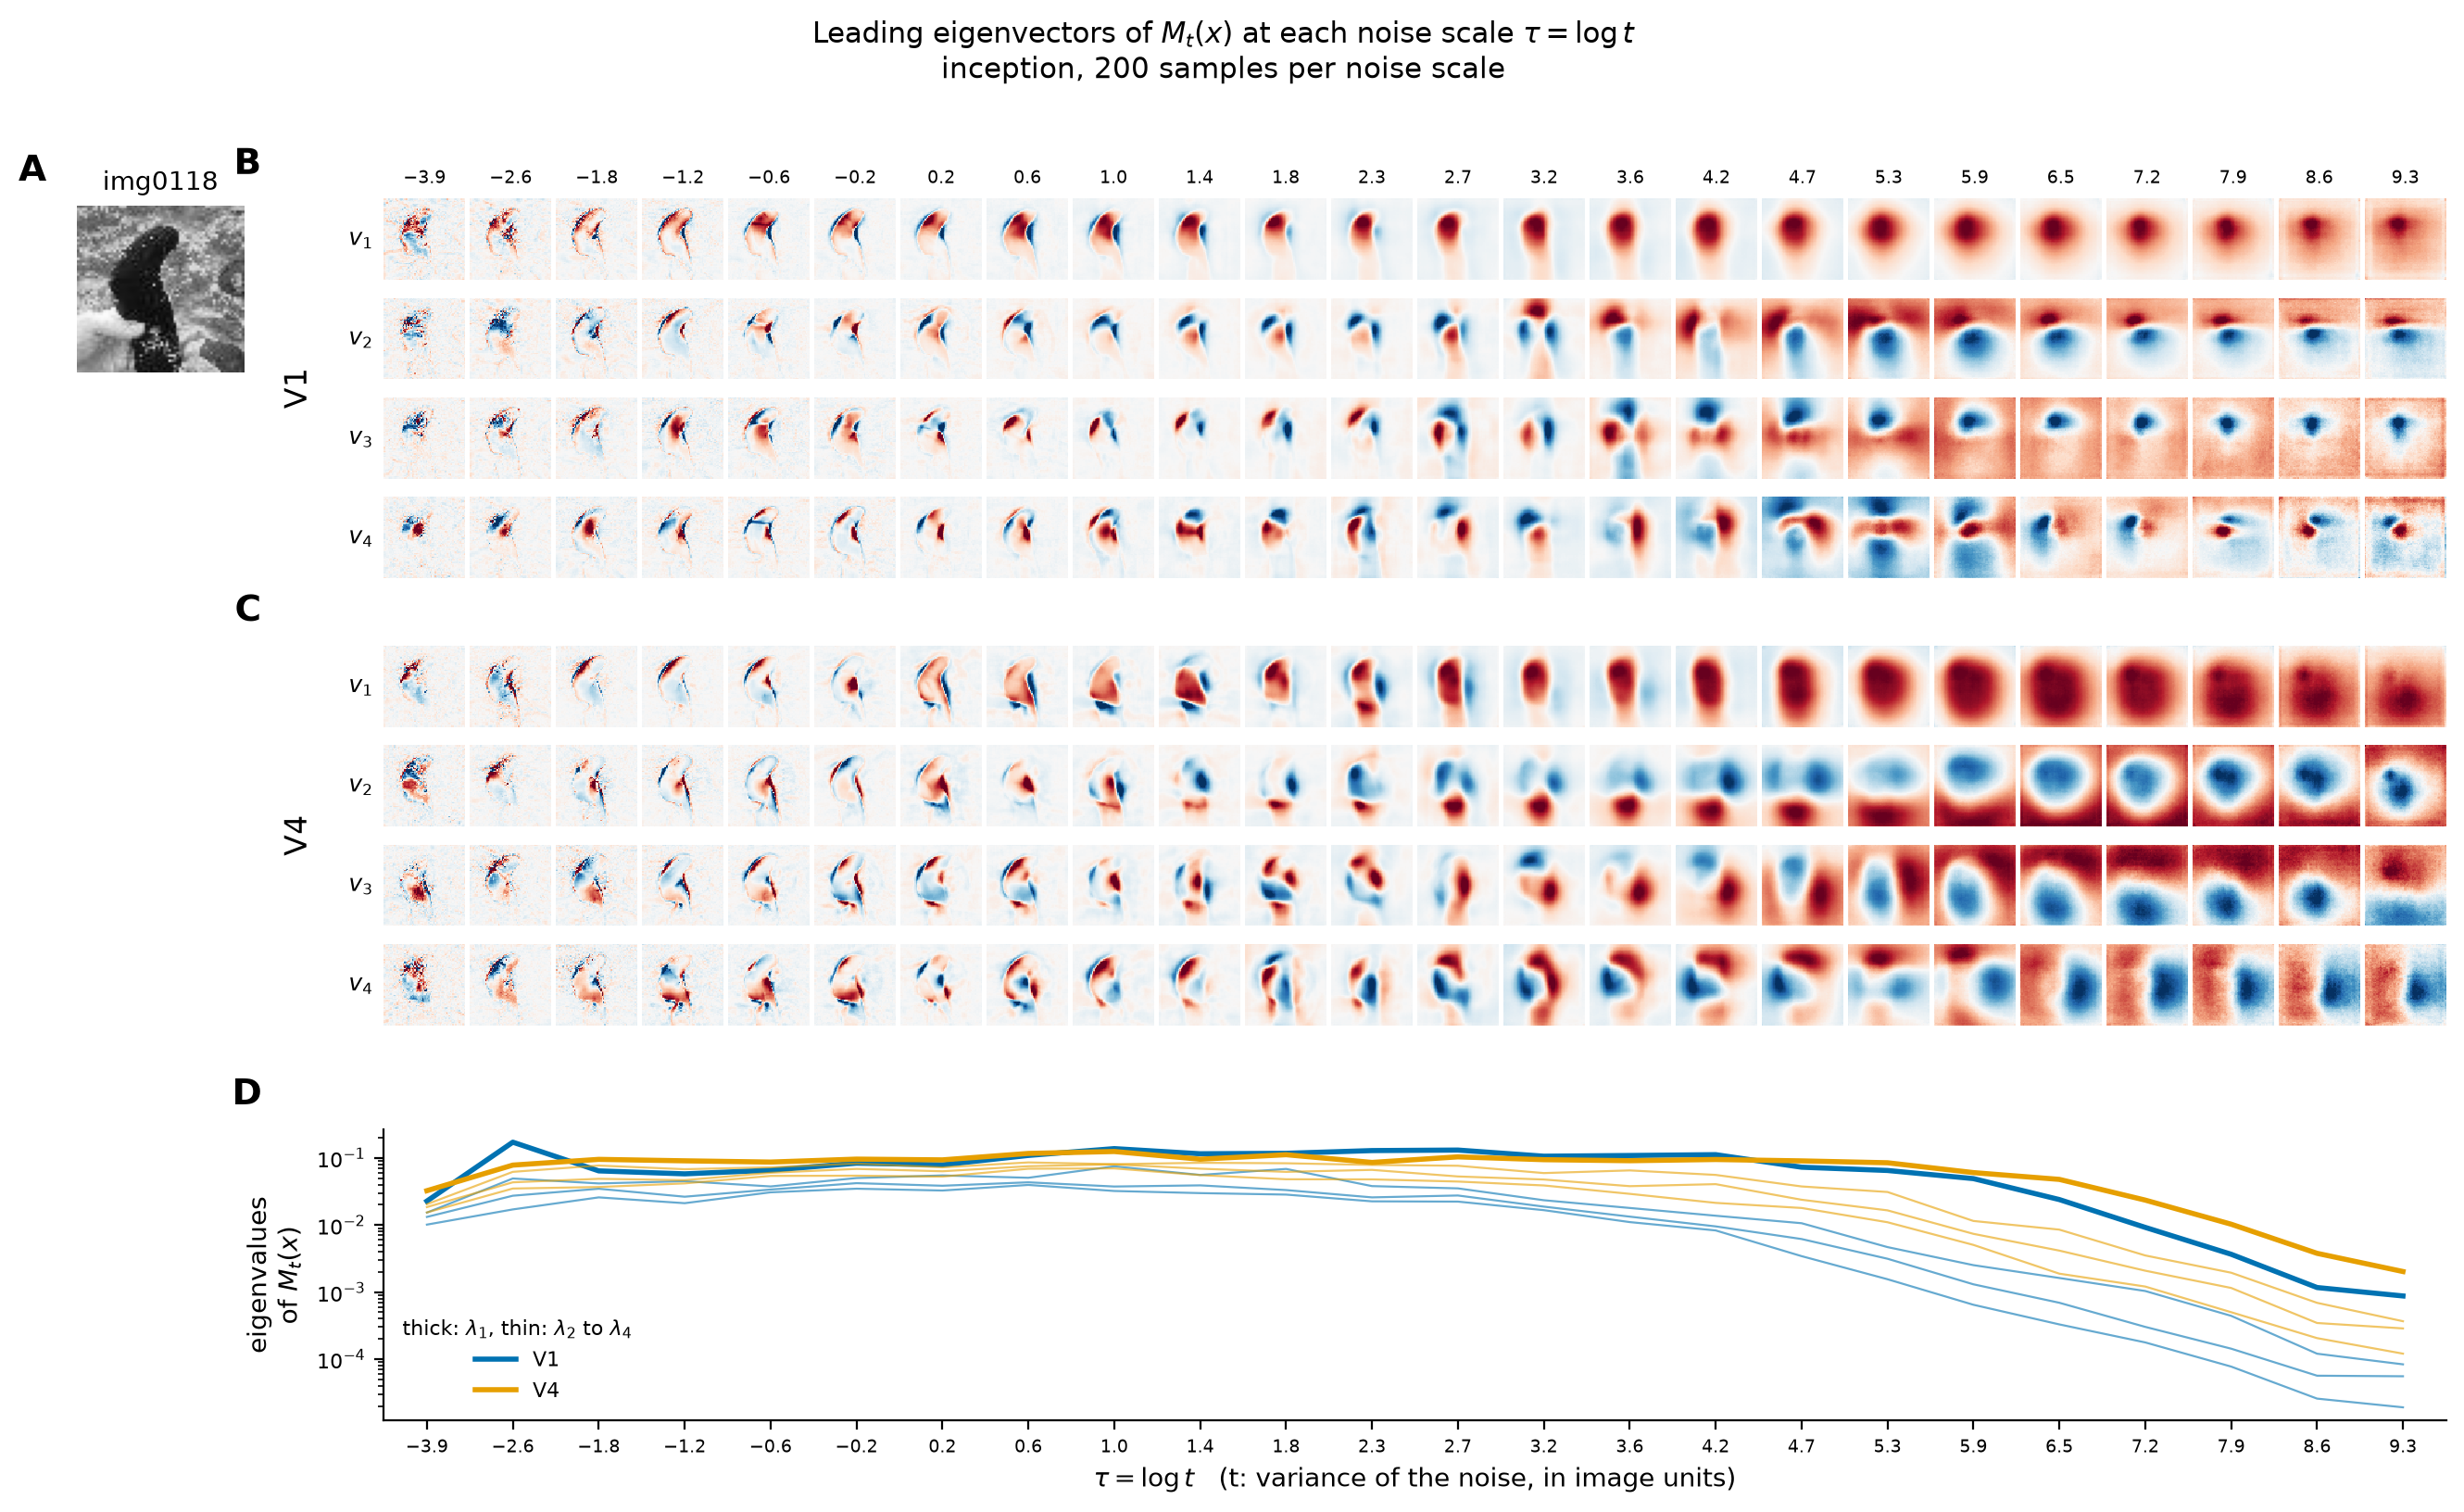 Leading eigenvectors of M_t(x) at each noise scale τ = log t
inception, 200 samples per noise scale
A
img0118
B
−3.9 −2.6 −1.8 −1.2 −0.6 −0.2 0.2 0.6 1.0 1.4 1.8 2.3 2.7 3.2 3.6 4.2 4.7 5.3 5.9 6.5 7.2 7.9 8.6 9.3
V1
v₁
v₂
v₃
v₄
C
V4
v₁
v₂
v₃
v₄
D
eigenvalues
of M_t(x)
10⁻¹
10⁻²
10⁻³
10⁻⁴
thick: λ₁, thin: λ₂ to λ₄
V1
V4
−3.9 −2.6 −1.8 −1.2 −0.6 −0.2 0.2 0.6 1.0 1.4 1.8 2.3 2.7 3.2 3.6 4.2 4.7 5.3 5.9 6.5 7.2 7.9 8.6 9.3
τ = log t (t: variance of the noise, in image units)